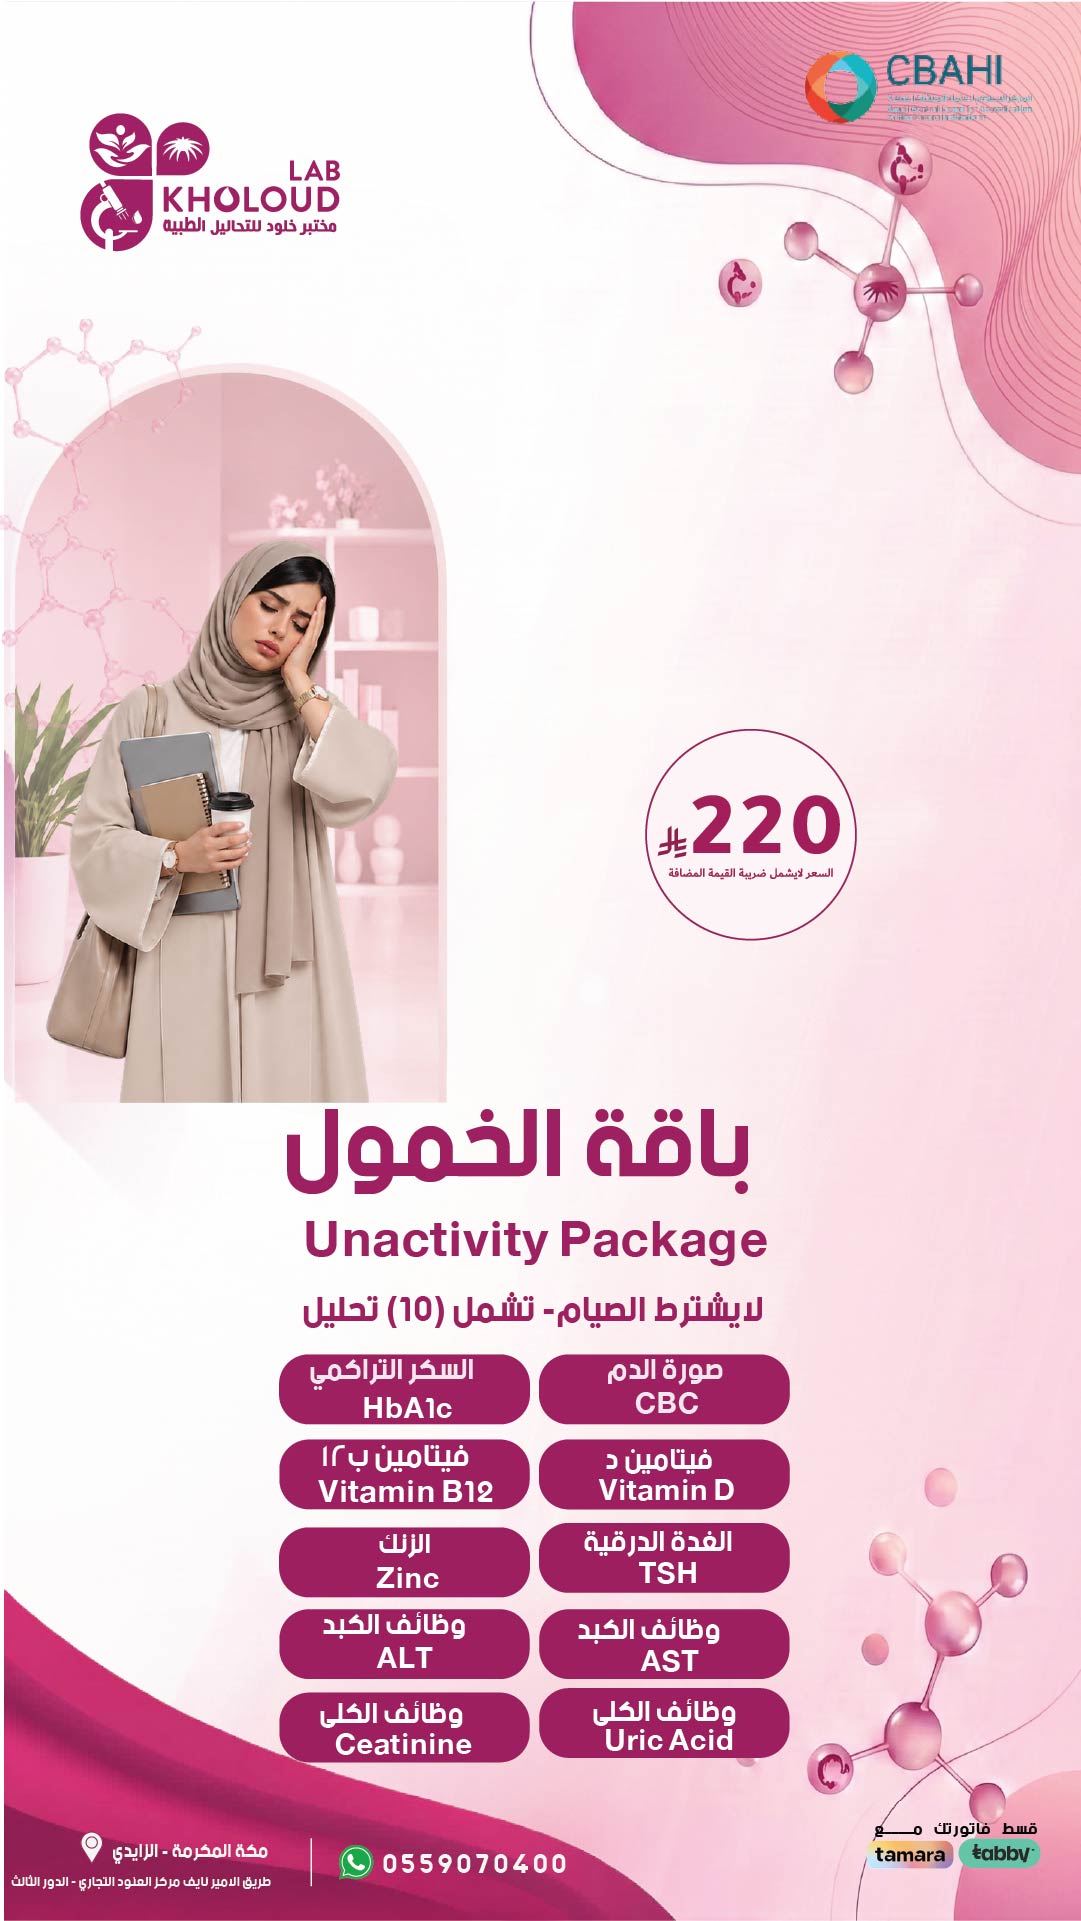 CBAHI
LAB
KHOLOUD
مختبر خلود للتحاليل الطبية
220
السعر لايشمل ضريبة القيمة المضافة
باقة الخمول
Unactivity Package
لايشترط الصيام- تشمل (10) تحليل
صورة الدم
CBC
السكر التراكمي
HbA1c
فيتامين د
Vitamin D
فيتامين ب١٢
Vitamin B12
الغدة الدرقية
TSH
الزنك
Zinc
وظائف الكبد
AST
وظائف الكبد
ALT
وظائف الكلى
Uric Acid
وظائف الكلى
Ceatinine
قسط فاتورتك مـــــع
tamara tabby
0559070400
مكة المكرمة - الزايدي
طريق الامير نايف مركز العنود التجاري - الدور الثالث